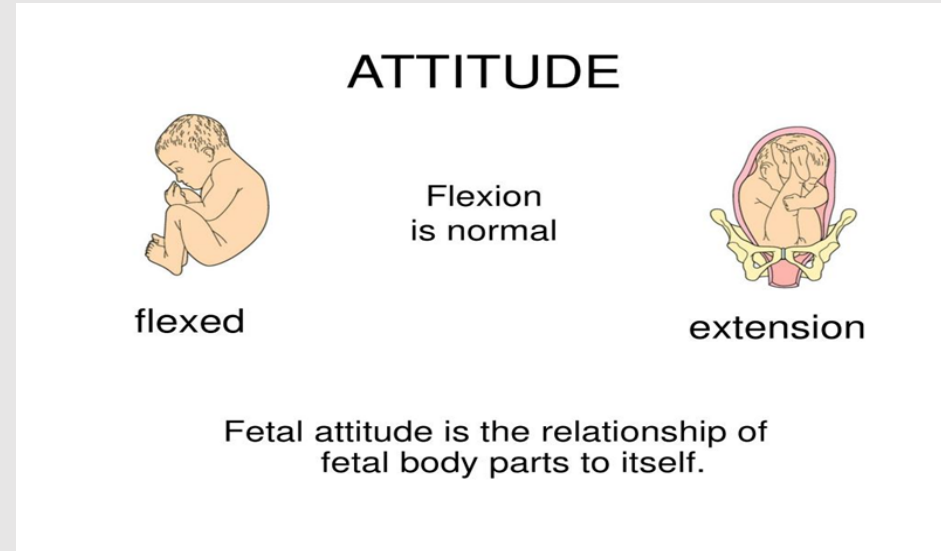 ATTITUDE
Flexion
is normal
flexed
extension
Fetal attitude is the relationship of
fetal body parts to itself.